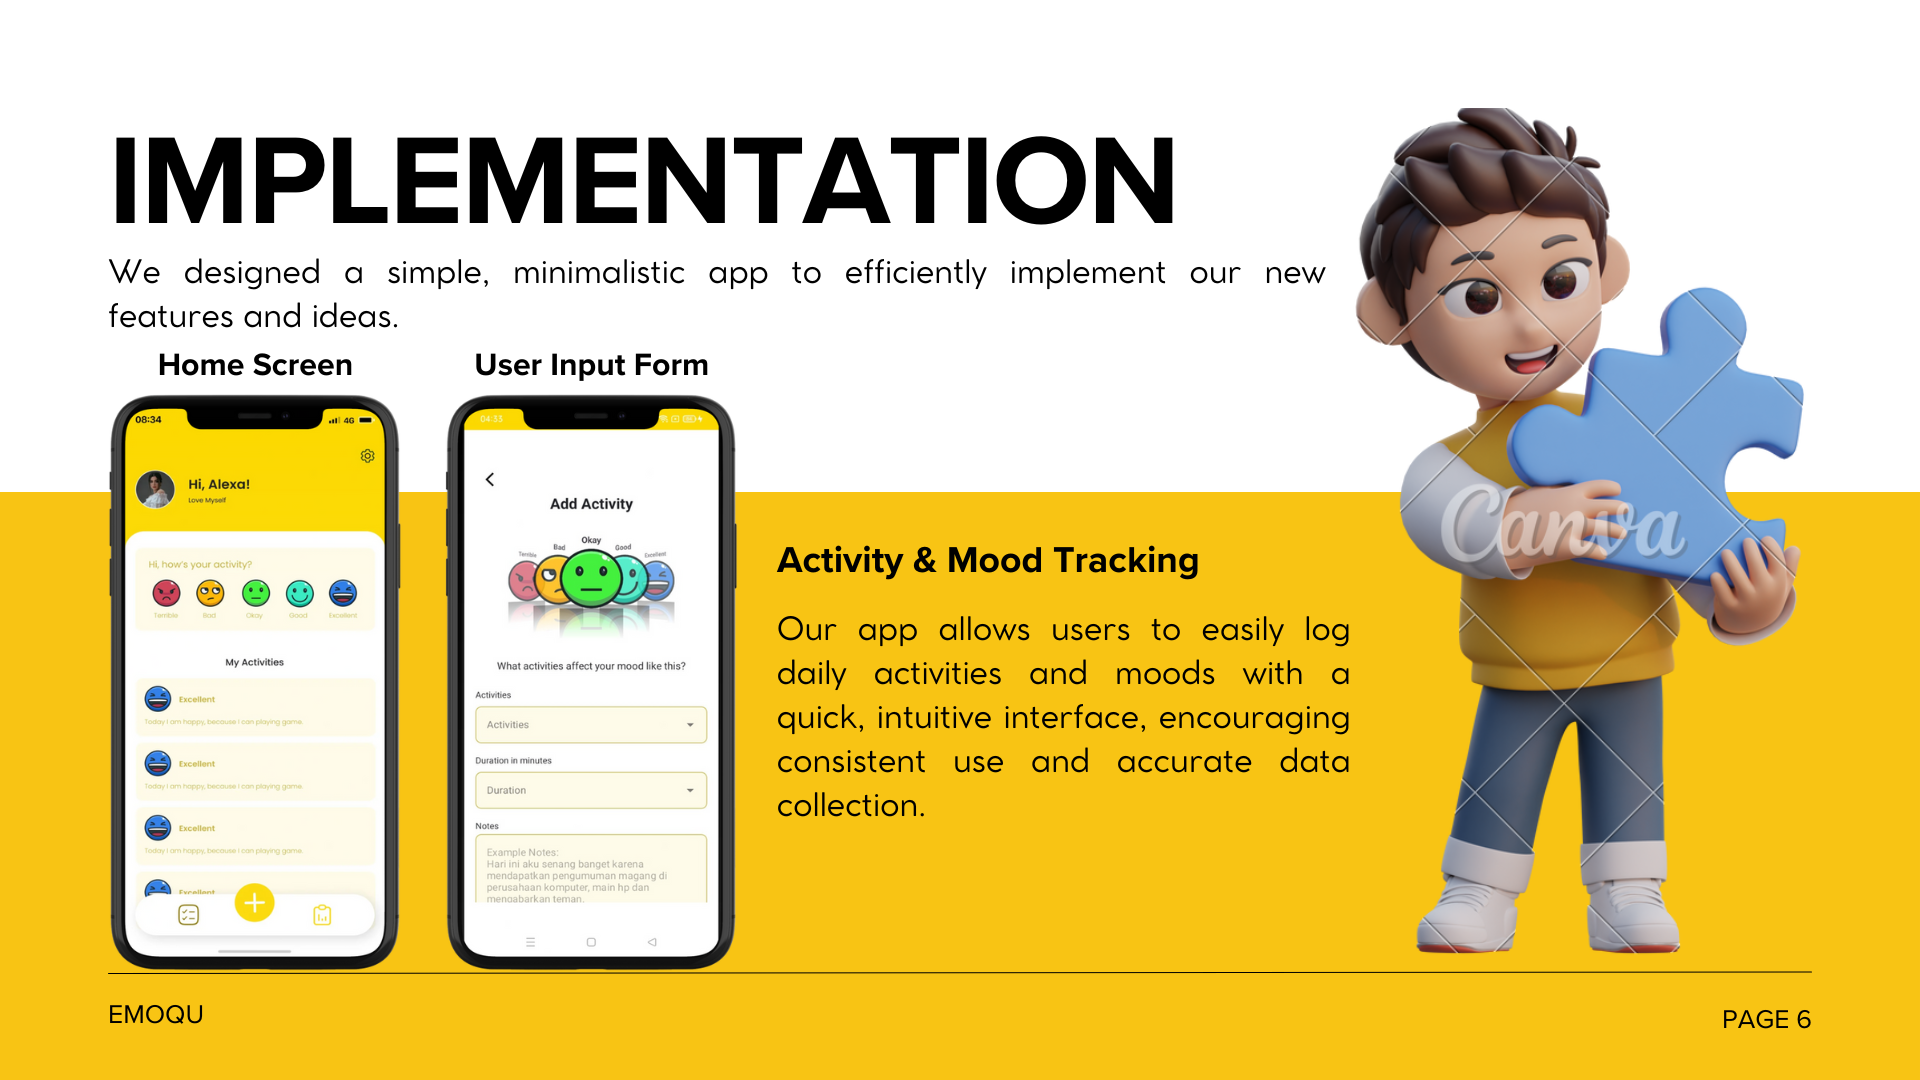 IMPLEMENTATION
We designed a simple, minimalistic app to efficiently implement our new
features and ideas.
Home Screen
User Input Form
08:34
4G
Hi, Alexa!
Love Myself
Hi, how's your activity?
Terrible
Bad
Okay
Good
Excellent
My Activities
Excellent
Today I am happy, because I can playing game.
Excellent
Today I am happy, because I can playing game.
Excellent
Today I am happy, because I can playing game.
Excellent
04:33
Add Activity
Terrible
Bad
Okay
Good
Excellent
What activities affect your mood like this?
Activities
Activities
Duration in minutes
Duration
Notes
Example Notes:
Hari ini aku senang banget karena
mendapatkan pengumuman magang di
perusahaan komputer, main hp dan
mengabarkan teman.
Activity & Mood Tracking
Our app allows users to easily log
daily activities and moods with a
quick, intuitive interface, encouraging
consistent use and accurate data
collection.
Canva
EMOQU
PAGE 6